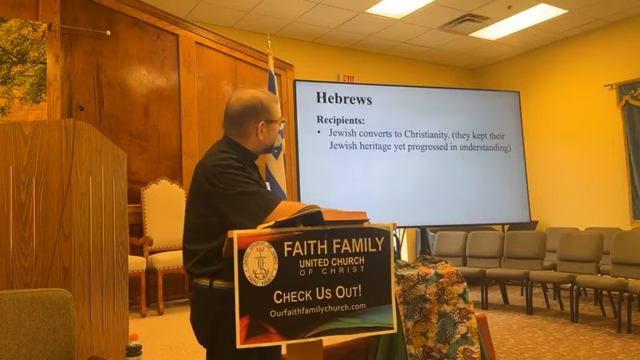 EXIT
Hebrews
Recipients:
• Jewish converts to Christianity. (they kept their
Jewish heritage yet progressed in understanding)
FAITH FAMILY
UNITED CHURCH
OF CHRIST
CHECK US OUT!
Ourfaithfamilychurch.com